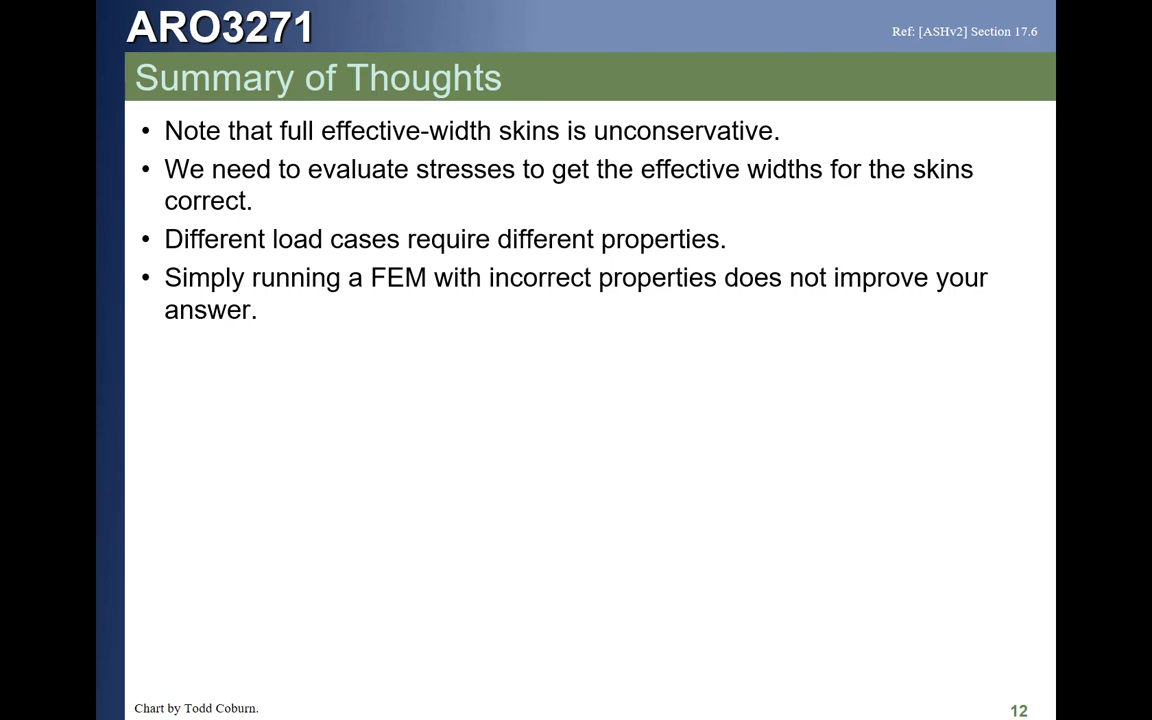 ARO3271
Ref: [ASHv2] Section 17.6
Summary of Thoughts
• Note that full effective-width skins is unconservative.
• We need to evaluate stresses to get the effective widths for the skins
correct.
• Different load cases require different properties.
• Simply running a FEM with incorrect properties does not improve your
answer.
Chart by Todd Coburn.
12